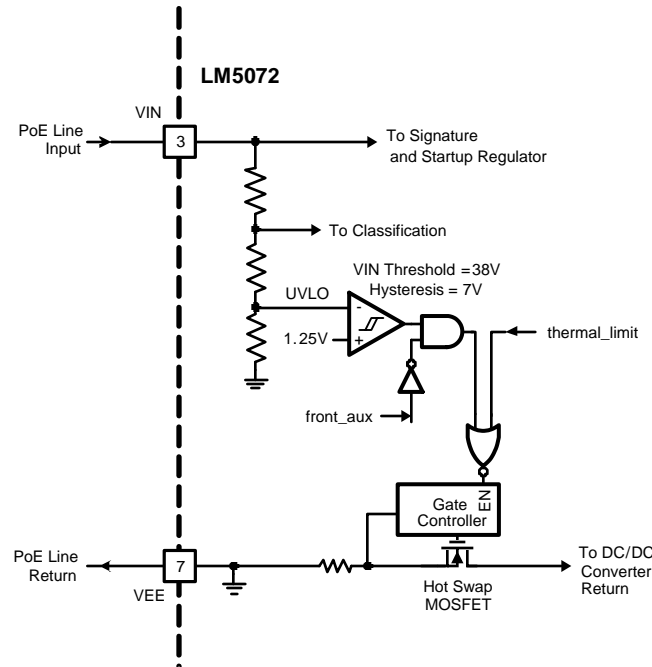 LM5072
VIN
PoE Line
Input
3
To Signature
and Startup Regulator
To Classification
VIN Threshold =38V
Hysteresis = 7V
UVLO
-
1.25V
+
thermal_limit
front_aux
EN
Gate
Controller
PoE Line
Return
7
VEE
To DC/DC
Converter
Return
Hot Swap
MOSFET